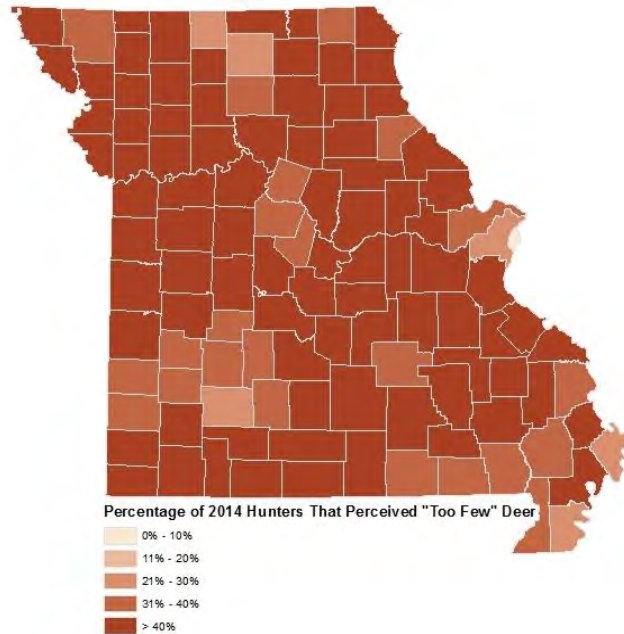 Percentage of 2014 Hunters That Perceived "Too Few" Deer
0% - 10%
11% - 20%
21% - 30%
31% - 40%
> 40%